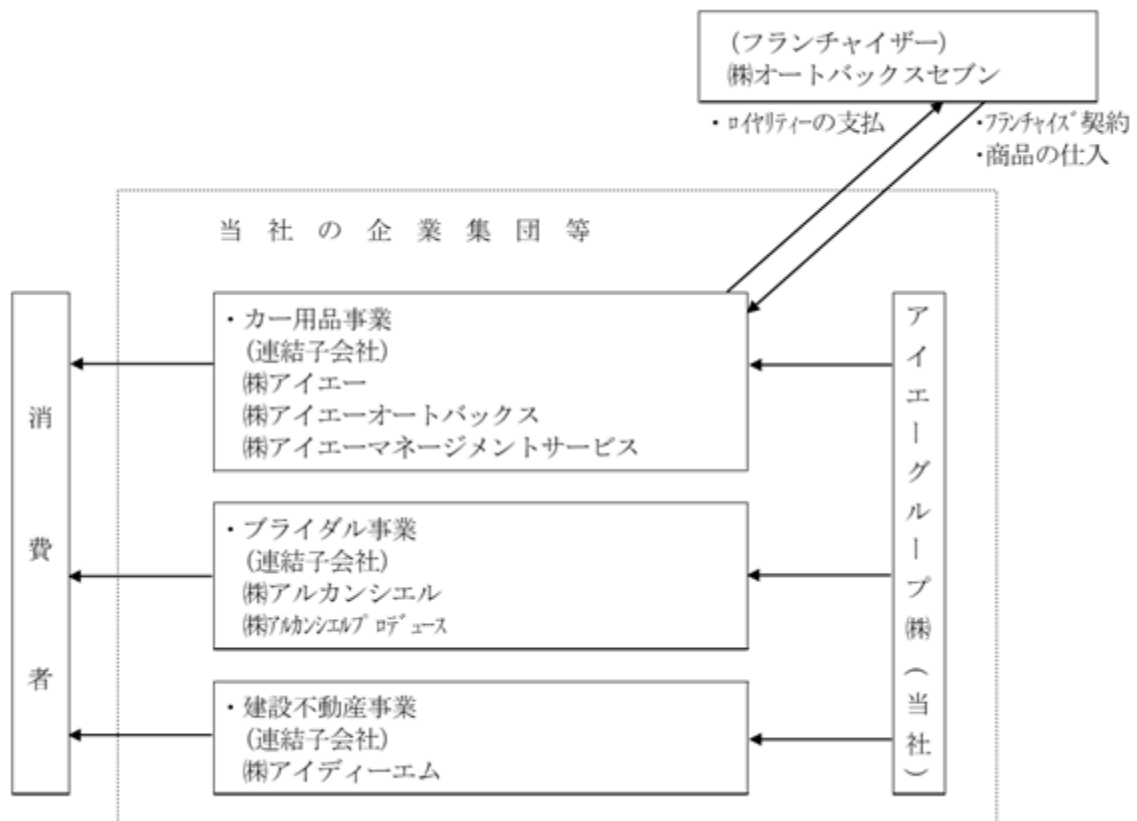 (フランチャイザー)
㈱オートバックスセブン
・ﾛｲヤﾘﾃｨーの支払
・ﾌﾗﾝﾁｬｲｽﾞ契約
・商品の仕入
当社の企業集団等
・カー用品事業
(連結子会社)
㈱アイエー
㈱アイエーオートバックス
㈱アイエーマネージメントサービス
・ブライダル事業
(連結子会社)
㈱アルカンシエル
㈱ｱﾙｶﾝｼｴﾙﾌﾟﾛﾃﾞｭｰｽ
・建設不動産事業
(連結子会社)
㈱アイディーエム
消費者
アイエーグループ㈱(当社)